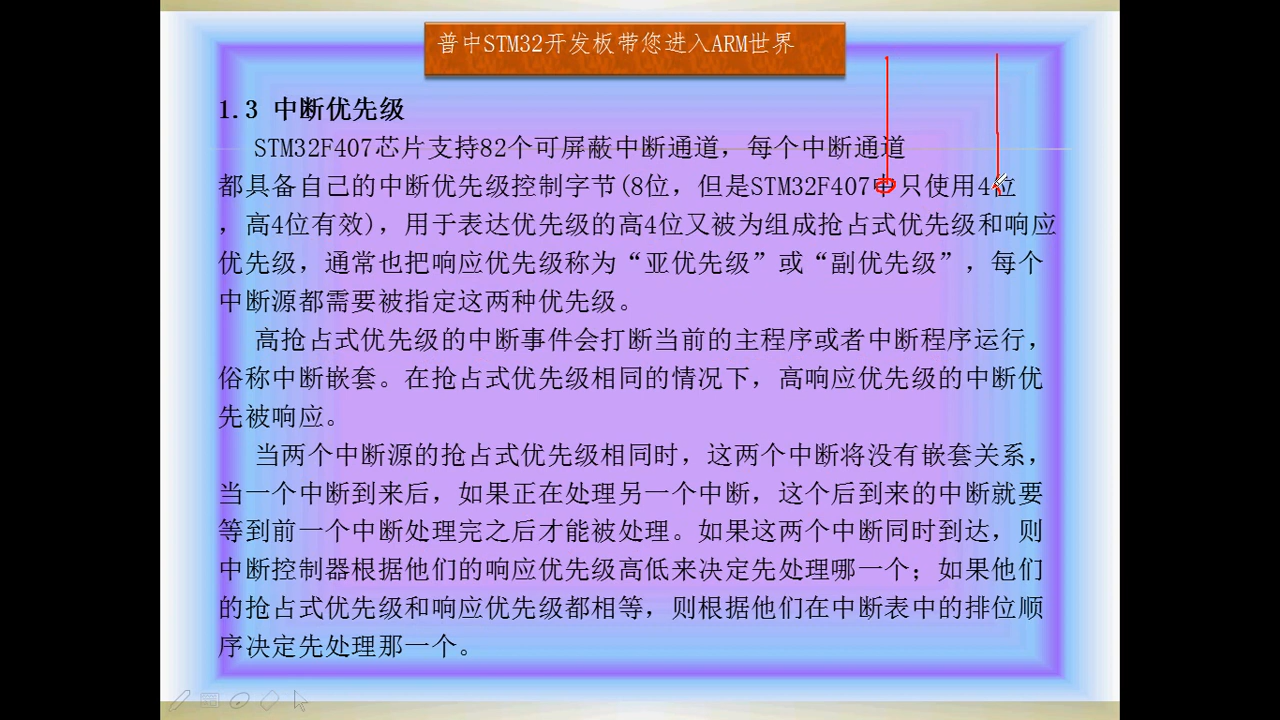 普中STM32开发板带您进入ARM世界
1.3 中断优先级
STM32F407芯片支持82个可屏蔽中断通道，每个中断通道
都具备自己的中断优先级控制字节(8位，但是STM32F407中只使用4位
，高4位有效)，用于表达优先级的高4位又被为组成抢占式优先级和响应
优先级，通常也把响应优先级称为“亚优先级”或“副优先级”，每个
中断源都需要被指定这两种优先级。
高抢占式优先级的中断事件会打断当前的主程序或者中断程序运行，
俗称中断嵌套。在抢占式优先级相同的情况下，高响应优先级的中断优
先被响应。
当两个中断源的抢占式优先级相同时，这两个中断将没有嵌套关系，
当一个中断到来后，如果正在处理另一个中断，这个后到来的中断就要
等到前一个中断处理完之后才能被处理。如果这两个中断同时到达，则
中断控制器根据他们的响应优先级高低来决定先处理哪一个；如果他们
的抢占式优先级和响应优先级都相等，则根据他们在中断表中的排位顺
序决定先处理那一个。